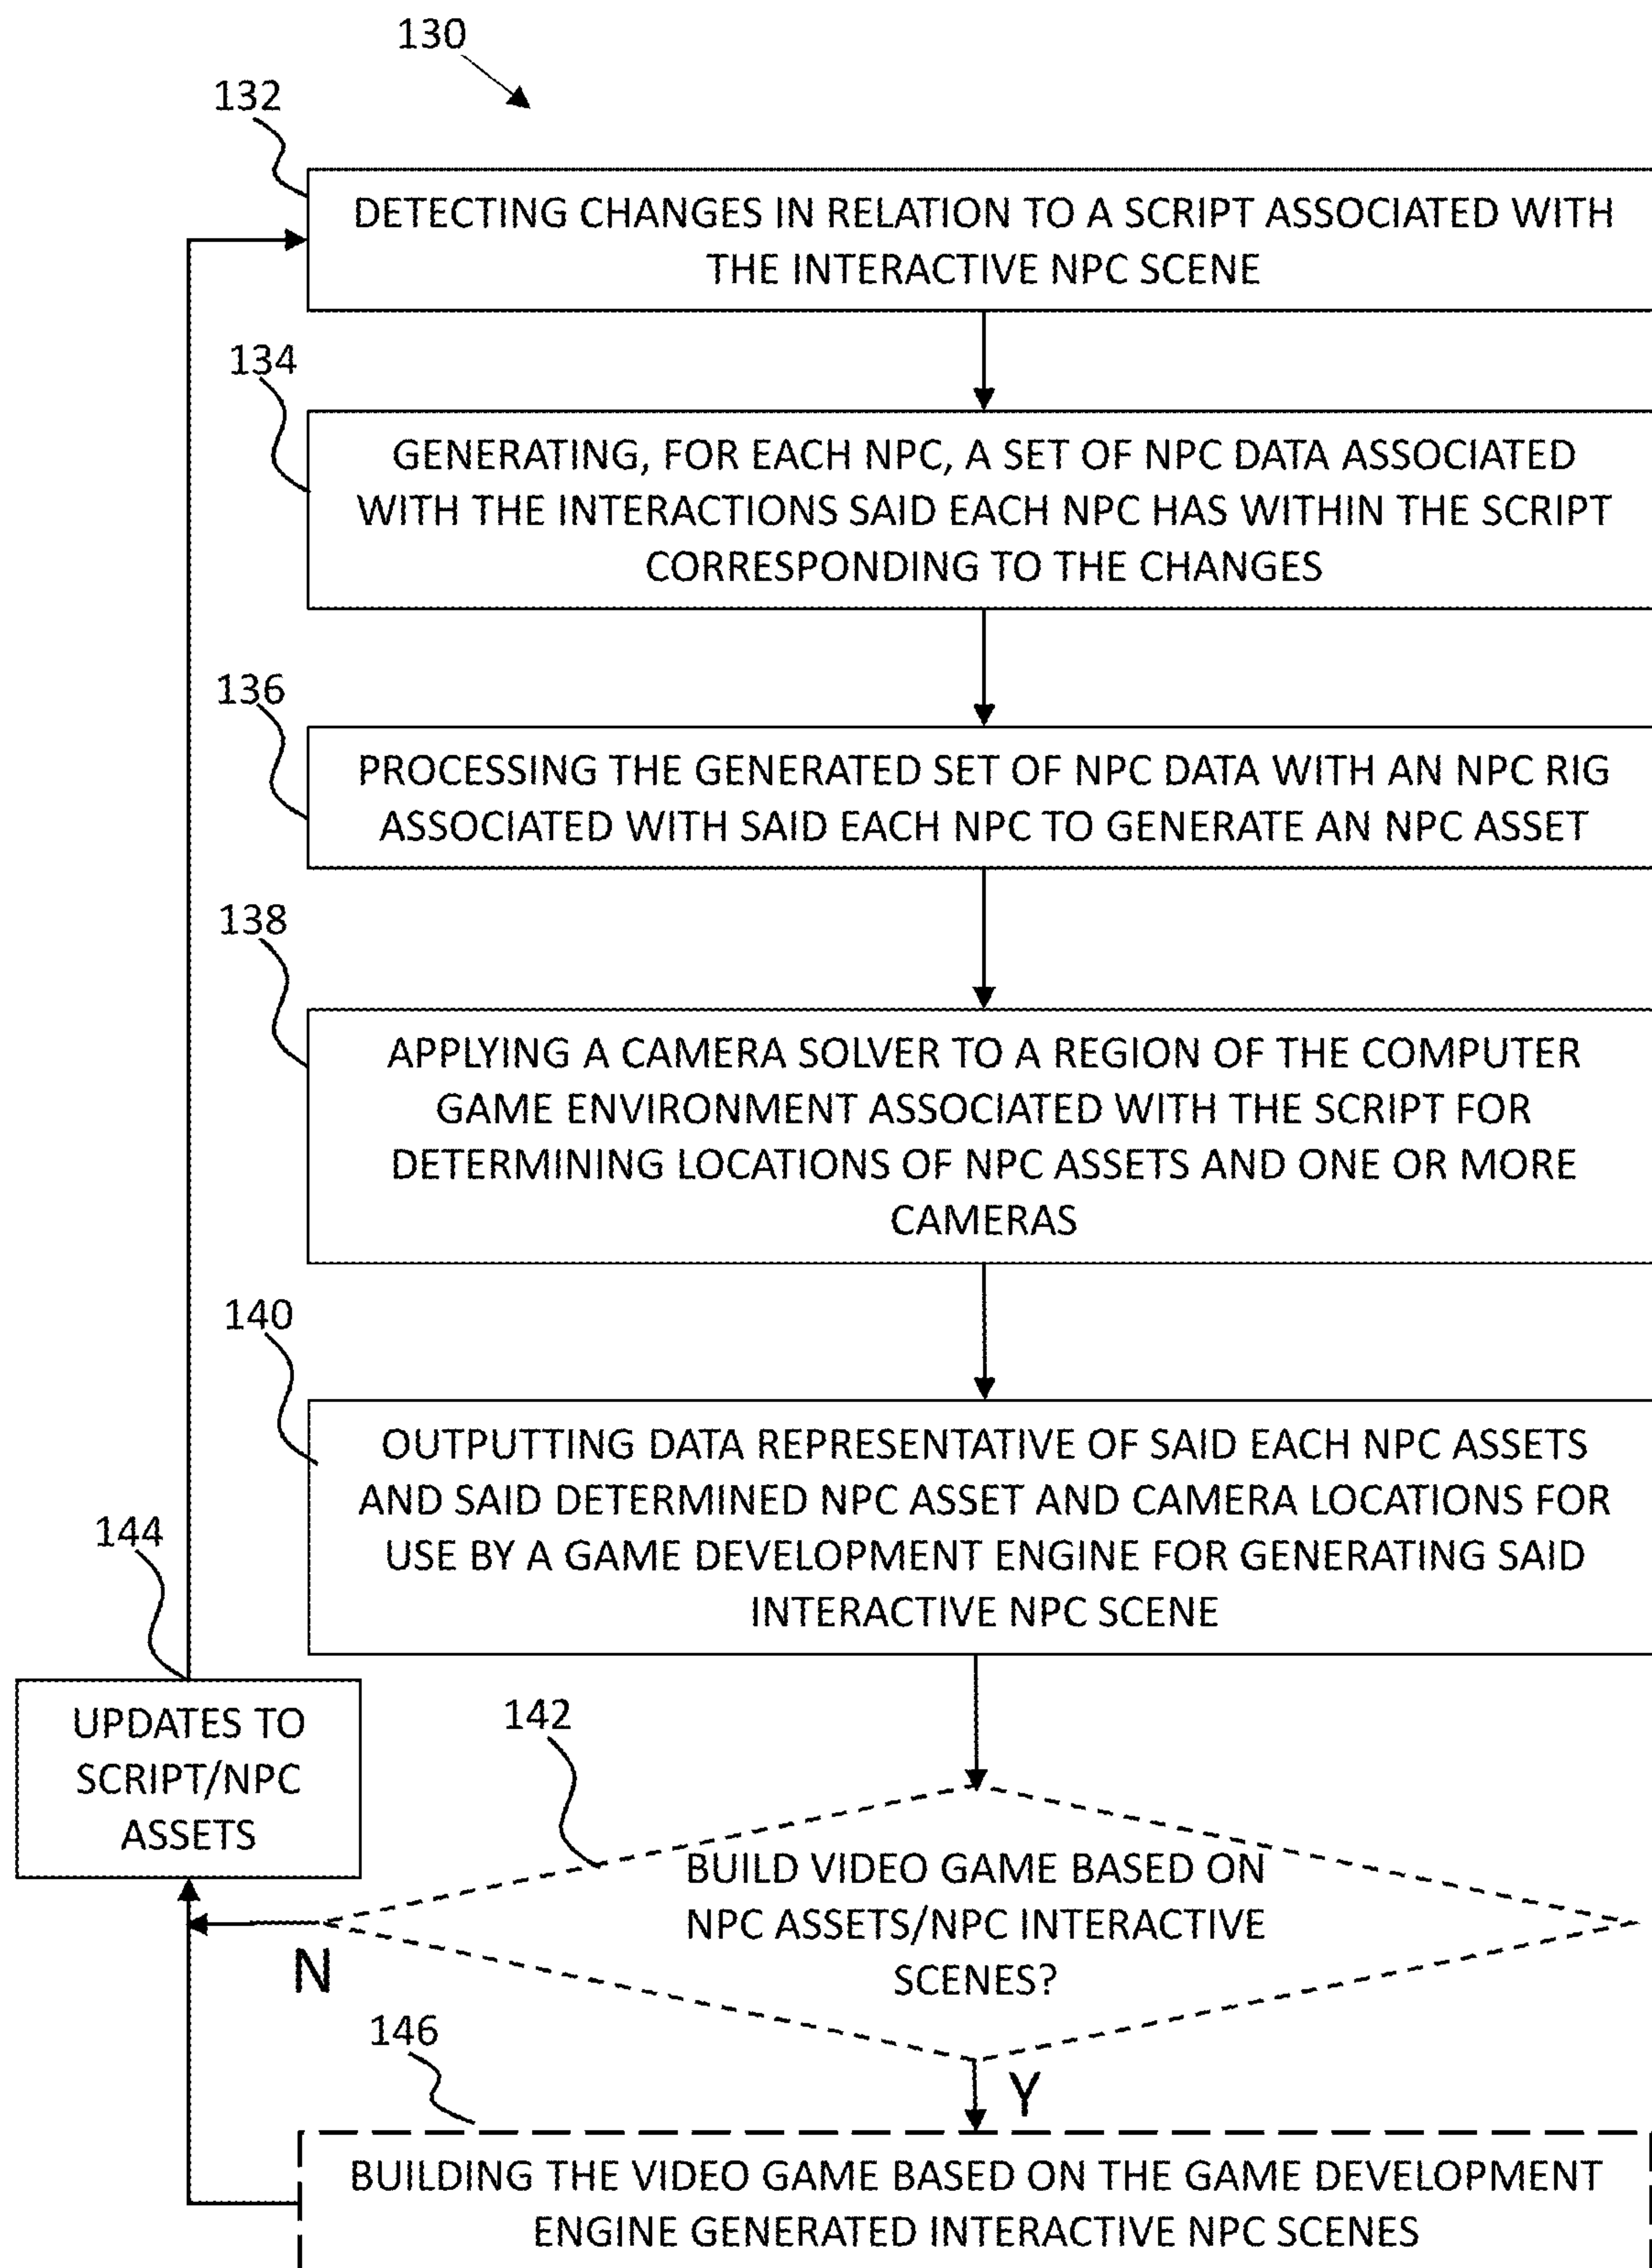 130
132
DETECTING CHANGES IN RELATION TO A SCRIPT ASSOCIATED WITH
THE INTERACTIVE NPC SCENE
134
GENERATING, FOR EACH NPC, A SET OF NPC DATA ASSOCIATED
WITH THE INTERACTIONS SAID EACH NPC HAS WITHIN THE SCRIPT
CORRESPONDING TO THE CHANGES
136
PROCESSING THE GENERATED SET OF NPC DATA WITH AN NPC RIG
ASSOCIATED WITH SAID EACH NPC TO GENERATE AN NPC ASSET
138
APPLYING A CAMERA SOLVER TO A REGION OF THE COMPUTER
GAME ENVIRONMENT ASSOCIATED WITH THE SCRIPT FOR
DETERMINING LOCATIONS OF NPC ASSETS AND ONE OR MORE
CAMERAS
140
OUTPUTTING DATA REPRESENTATIVE OF SAID EACH NPC ASSETS
AND SAID DETERMINED NPC ASSET AND CAMERA LOCATIONS FOR
USE BY A GAME DEVELOPMENT ENGINE FOR GENERATING SAID
INTERACTIVE NPC SCENE
144
UPDATES TO
SCRIPT/NPC
ASSETS
142
BUILD VIDEO GAME BASED ON
NPC ASSETS/NPC INTERACTIVE
SCENES?
N
Y
146
BUILDING THE VIDEO GAME BASED ON THE GAME DEVELOPMENT
ENGINE GENERATED INTERACTIVE NPC SCENES